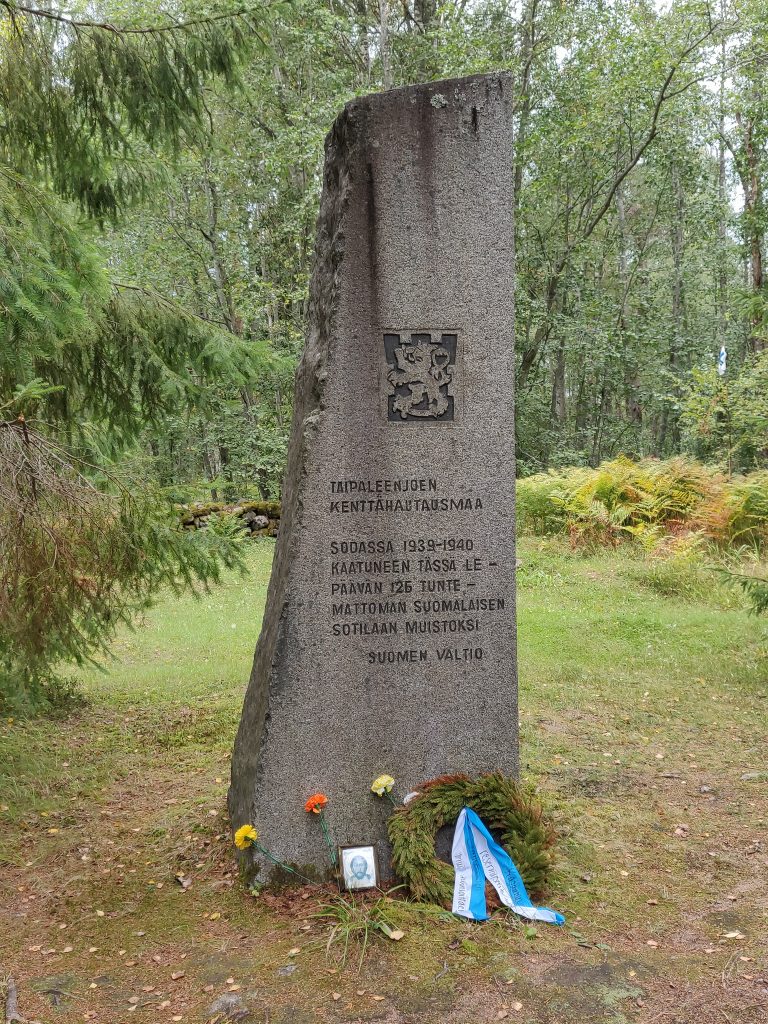 TAIPALEENJOEN
KENTTÄHAUTAUSMAA
SODASSA 1939-1940
KAATUNEEN TÄSSÄ LE-
PÄÄVÄN 125 TUNTE-
MATTOMAN SUOMALAISEN
SOTILAAN MUISTOKSI
SUOMEN VALTIO